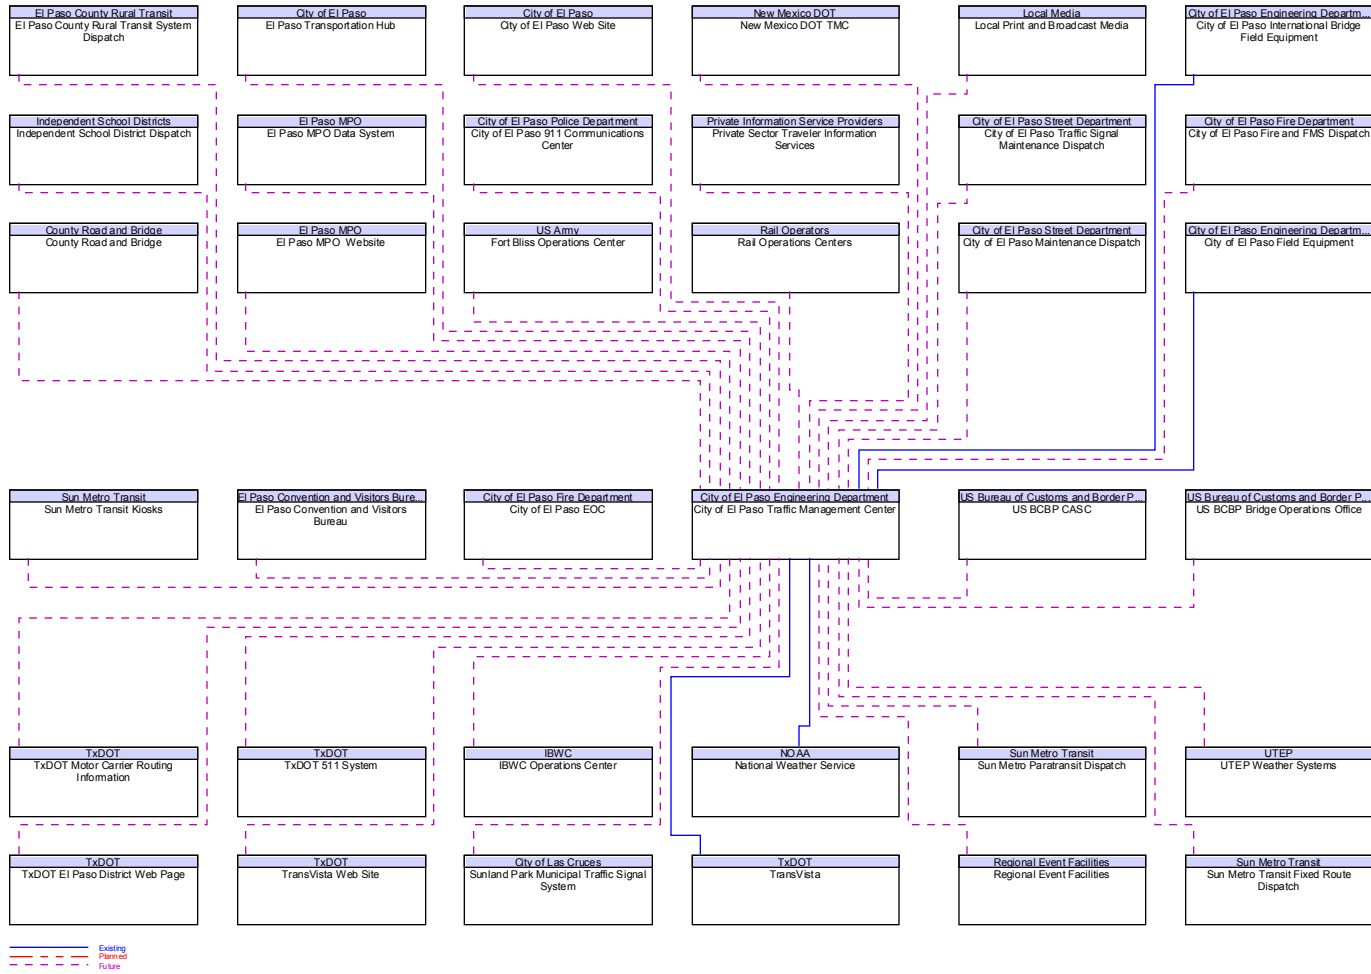 El Paso County Rural Transit
El Paso County Rural Transit System
Dispatch
City of El Paso
El Paso Transportation Hub
City of El Paso
City of El Paso Web Site
New Mexico DOT
New Mexico DOT TMC
Local Media
Local Print and Broadcast Media
City of El Paso Engineering Departm...
City of El Paso International Bridge
Field Equipment
Independent School Districts
Independent School District Dispatch
El Paso MPO
El Paso MPO Data System
City of El Paso Police Department
City of El Paso 911 Communications
Center
Private Information Service Providers
Private Sector Traveler Information
Services
City of El Paso Street Department
City of El Paso Traffic Signal
Maintenance Dispatch
City of El Paso Fire Department
City of El Paso Fire and FMS Dispatch
County Road and Bridge
County Road and Bridge
El Paso MPO
El Paso MPO Website
US Army
Fort Bliss Operations Center
Rail Operators
Rail Operations Centers
City of El Paso Street Department
City of El Paso Maintenance Dispatch
City of El Paso Engineering Departm...
City of El Paso Field Equipment
Sun Metro Transit
Sun Metro Transit Kiosks
El Paso Convention and Visitors Bure...
El Paso Convention and Visitors
Bureau
City of El Paso Fire Department
City of El Paso EOC
City of El Paso Engineering Department
City of El Paso Traffic Management Center
US Bureau of Customs and Border P...
US BCBP CASC
US Bureau of Customs and Border P...
US BCBP Bridge Operations Office
TxDOT
TxDOT Motor Carrier Routing
Information
TxDOT
TxDOT 511 System
IBWC
IBWC Operations Center
NOAA
National Weather Service
Sun Metro Transit
Sun Metro Paratransit Dispatch
UTEP
UTEP Weather Systems
TxDOT
TxDOT El Paso District Web Page
TxDOT
TransVista Web Site
City of Las Cruces
Sunland Park Municipal Traffic Signal
System
TxDOT
TransVista
Regional Event Facilities
Regional Event Facilities
Sun Metro Transit
Sun Metro Transit Fixed Route
Dispatch
Existing
Planned
Future